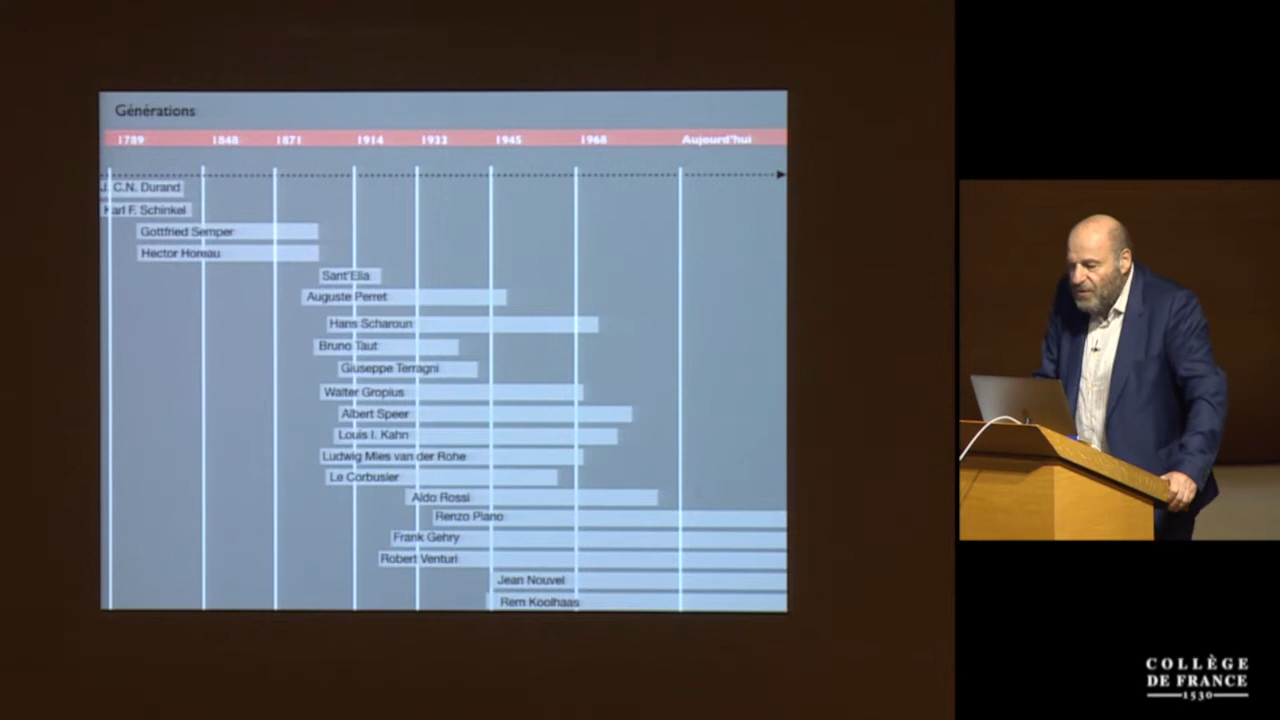 Générations
1789 1848 1871 1914 1933 1945 1968 Aujourd'hui
J. C.N. Durand
Karl F. Schinkel
Gottfried Semper
Hector Horeau
Sant'Elia
Auguste Perret
Hans Scharoun
Bruno Taut
Giuseppe Terragni
Walter Gropius
Albert Speer
Louis I. Kahn
Ludwig Mies van der Rohe
Le Corbusier
Aldo Rossi
Renzo Piano
Frank Gehry
Robert Venturi
Jean Nouvel
Rem Koolhaas
COLLÈGE
DE FRANCE
1530